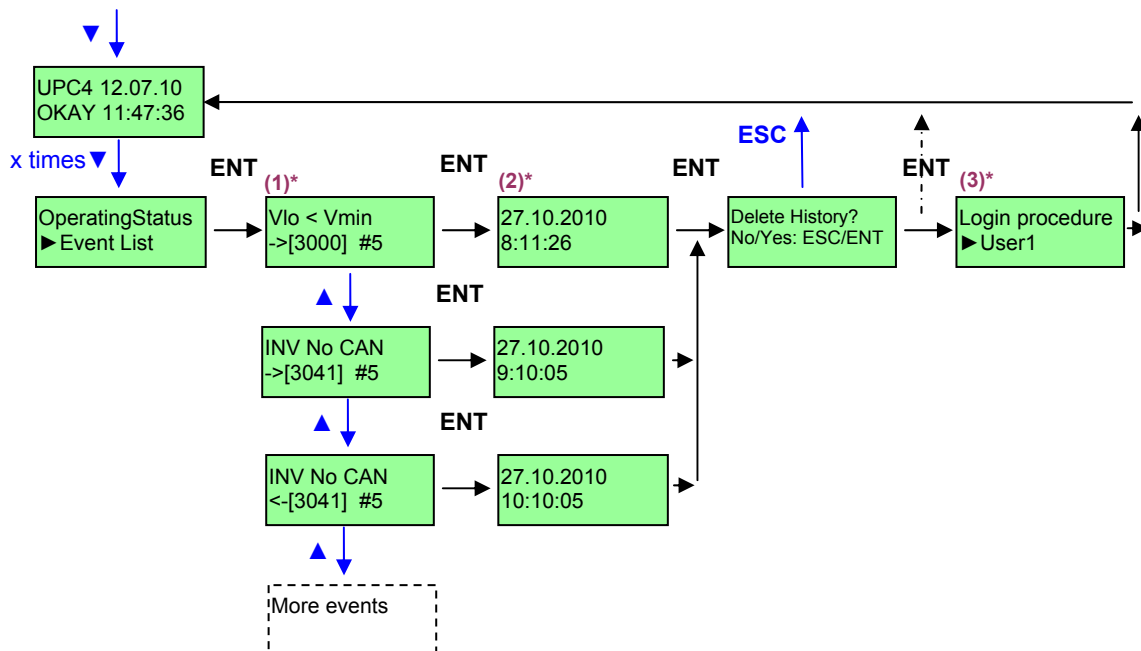 ▼
UPC4 12.07.10
OKAY 11:47:36
x times ▼
ENT
ENT
ENT
ESC
ENT
(1)*
(2)*
(3)*
OperatingStatus
►Event List
Vlo < Vmin
->[3000] #5
27.10.2010
8:11:26
Delete History?
No/Yes: ESC/ENT
Login procedure
►User1
▲
ENT
INV No CAN
->[3041] #5
27.10.2010
9:10:05
▲
ENT
INV No CAN
<-[3041] #5
27.10.2010
10:10:05
▲
More events